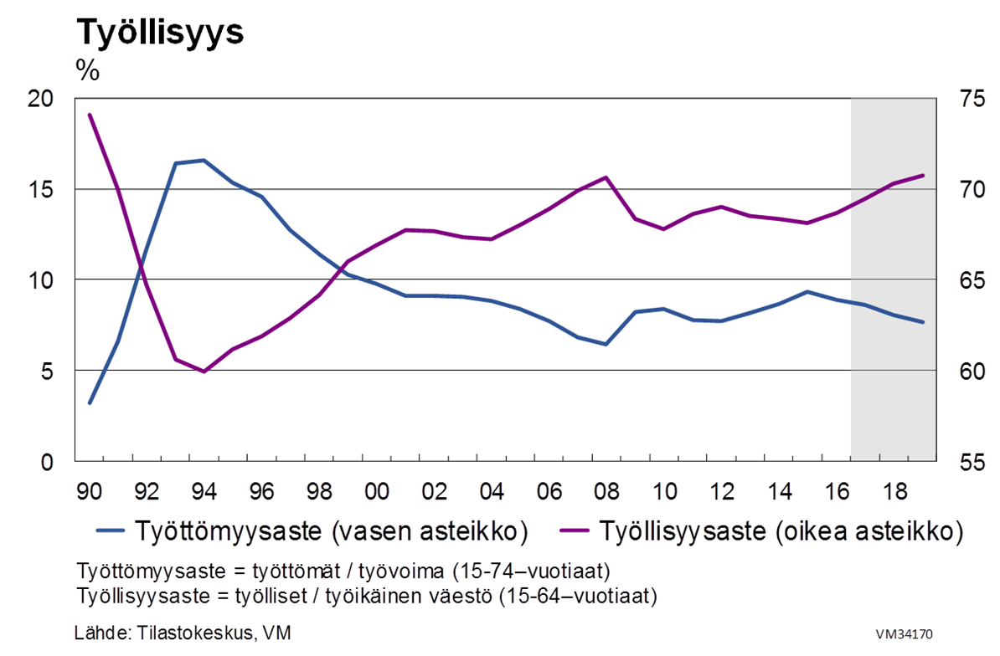 Työllisyys
%
20 75
15 70
10 65
5 60
0 55
90 92 94 96 98 00 02 04 06 08 10 12 14 16 18
Työttömyysaste (vasen asteikko) Työllisyysaste (oikea asteikko)
Työttömyysaste = työttömät / työvoima (15-74–vuotiaat)
Työllisyysaste = työlliset / työikäinen väestö (15-64–vuotiaat)
Lähde: Tilastokeskus, VM VM34170